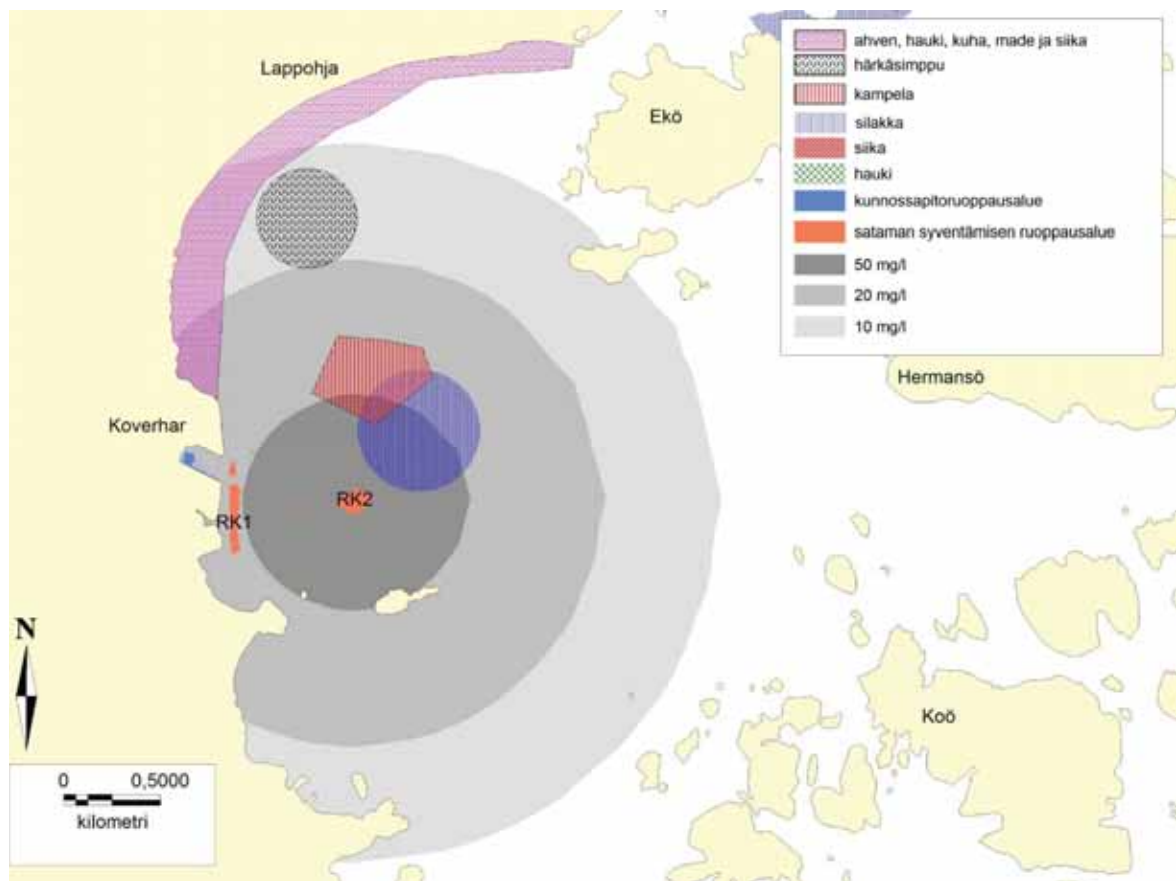 Lappohja
Ekö
Hermansö
Koverhar
RK1
RK2
Koö
N
0 0,5000
kilometri
ahven, hauki, kuha, made ja siika
härkäsimppu
kampela
silakka
siika
hauki
kunnossapitoruoppausalue
sataman syventämisen ruoppausalue
50 mg/l
20 mg/l
10 mg/l